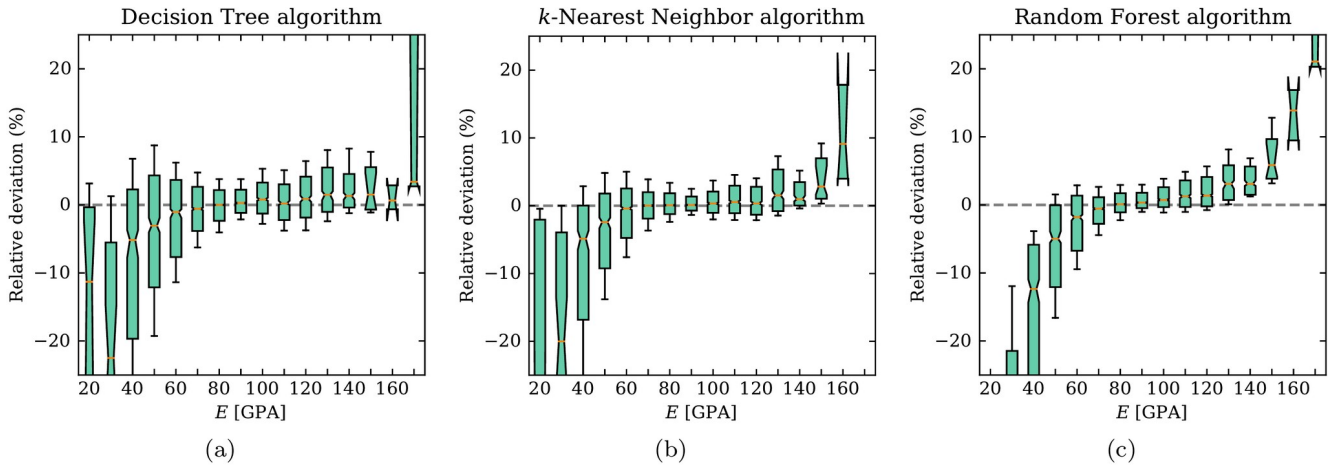 Decision Tree algorithm
Relative deviation (%)
20
10
0
−10
−20
20 40 60 80 100 120 140 160
E [GPA]
(a)
k-Nearest Neighbor algorithm
Relative deviation (%)
20
10
0
−10
−20
20 40 60 80 100 120 140 160
E [GPA]
(b)
Random Forest algorithm
Relative deviation (%)
20
10
0
−10
−20
20 40 60 80 100 120 140 160
E [GPA]
(c)